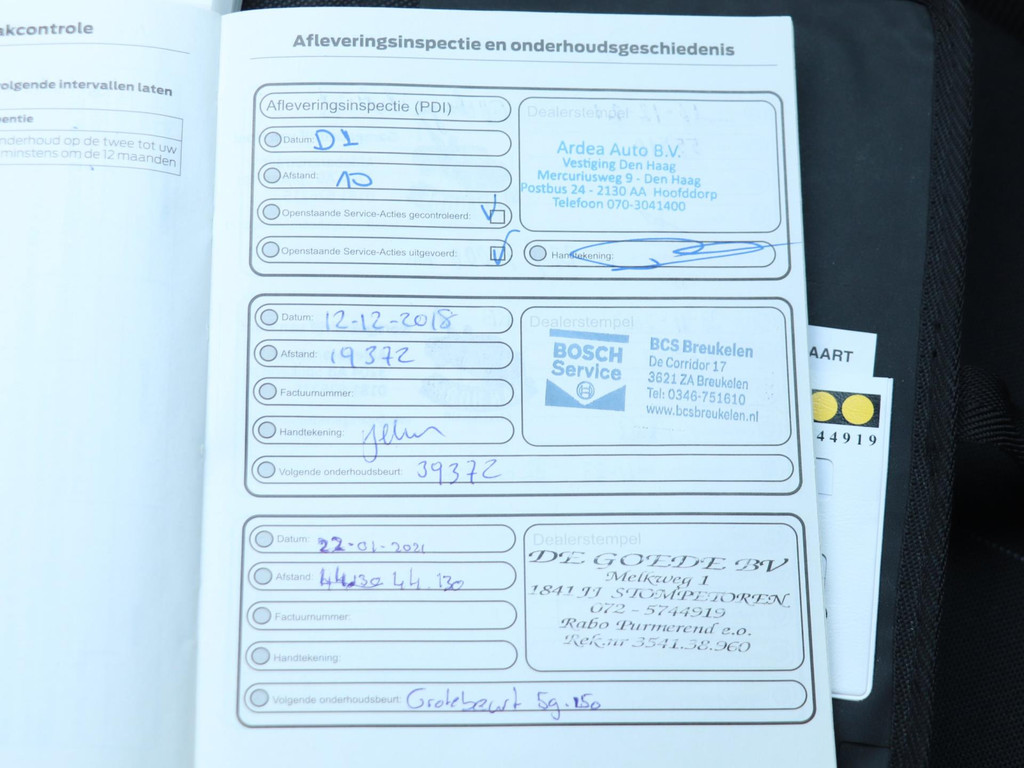 akcontrole
olgende intervallen laten
entie
nderhoud op de twee tot uw
minstens om de 12 maanden
Afleveringsinspectie en onderhoudsgeschiedenis
Afleveringsinspectie (PDI)
Datum: D1
Afstand: 10
Openstaande Service-Acties gecontroleerd:
Openstaande Service-Acties uitgevoerd:
Dealerstempel
Ardea Auto B.V.
Vestiging Den Haag
Mercuriusweg 9 - Den Haag
Postbus 24 - 2130 AA Hoofddorp
Telefoon 070-3041400
Handtekening:
Datum: 12-12-2018
Afstand: 19372
Factuurnummer:
Handtekening:
Volgende onderhoudsbeurt: 39372
Dealerstempel
BOSCH
Service
BCS Breukelen
De Corridor 17
3621 ZA Breukelen
Tel: 0346-751610
www.bcsbreukelen.nl
Datum: 22-01-2021
Afstand: 44.130 44.130
Factuurnummer:
Handtekening:
Volgende onderhoudsbeurt: Grotebeurt 59.150
Dealerstempel
DE GOEDE BV
Melkweg 1
1841 JJ STOMPETOREN
072 - 5744919
Rabo Purmerend e.o.
Rek.nr 3541.38.960
AART
44919